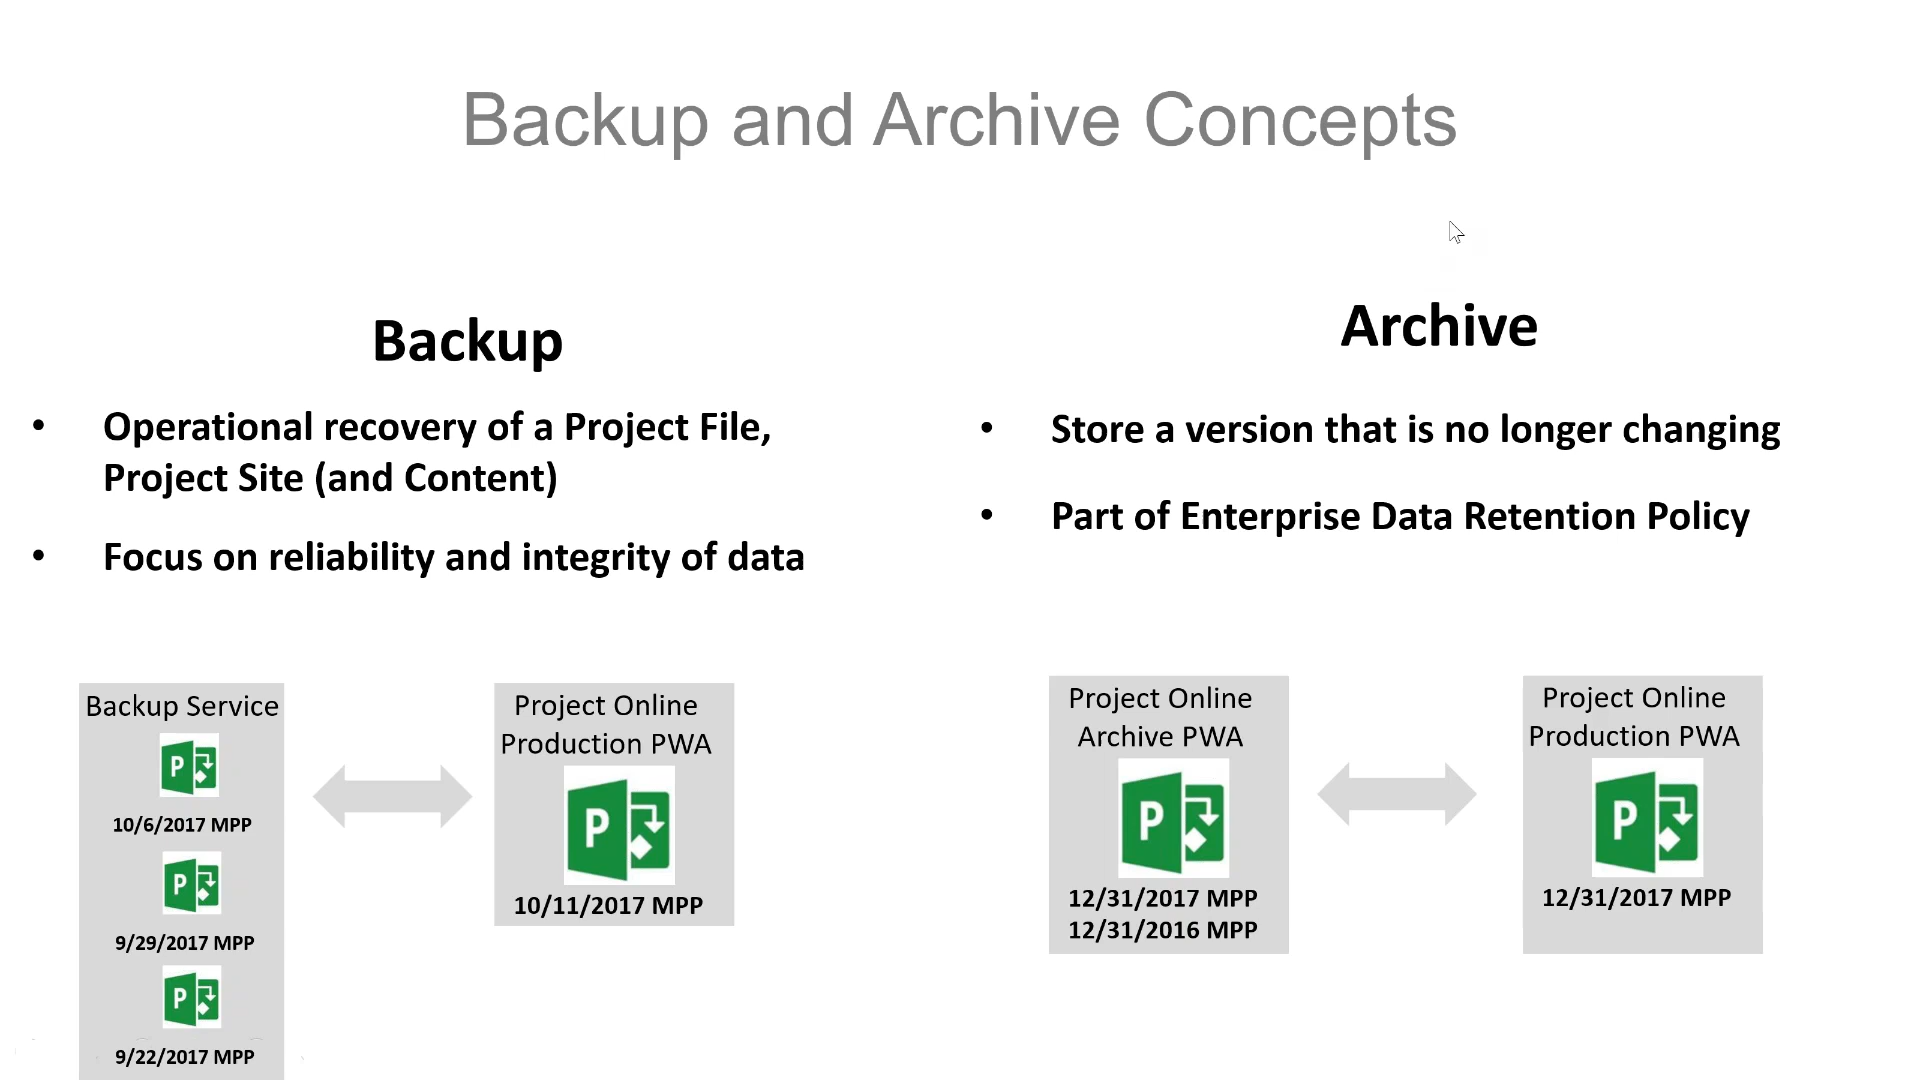 Backup and Archive Concepts
Backup
• Operational recovery of a Project File,
Project Site (and Content)
• Focus on reliability and integrity of data
Archive
• Store a version that is no longer changing
• Part of Enterprise Data Retention Policy
Backup Service
P
10/6/2017 MPP
P
9/29/2017 MPP
P
9/22/2017 MPP
Project Online
Production PWA
P
10/11/2017 MPP
Project Online
Archive PWA
P
12/31/2017 MPP
12/31/2016 MPP
Project Online
Production PWA
P
12/31/2017 MPP